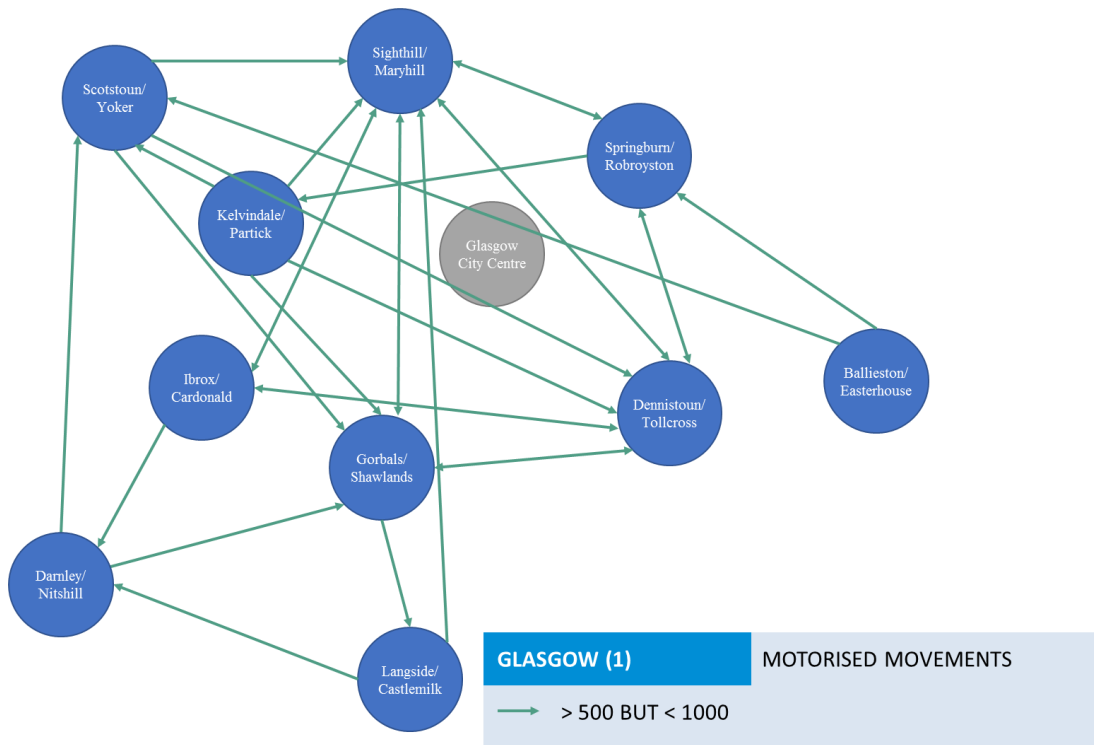 Sighthill/
Maryhill
Scotstoun/
Yoker
Springburn/
Robroyston
Kelvindale/
Partick
Glasgow
City Centre
Ibrox/
Cardonald
Ballieston/
Easterhouse
Dennistoun/
Tollcross
Gorbals/
Shawlands
Darnley/
Nitshill
Langside/
Castlemilk
GLASGOW (1) MOTORISED MOVEMENTS
> 500 BUT < 1000